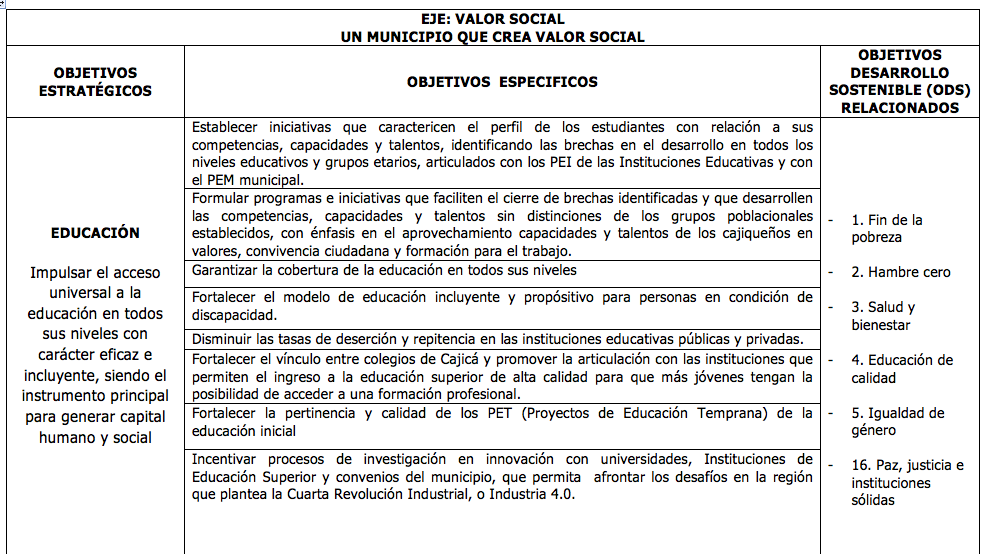 EJE: VALOR SOCIAL
UN MUNICIPIO QUE CREA VALOR SOCIAL
OBJETIVOS
ESTRATÉGICOS
OBJETIVOS ESPECIFICOS
OBJETIVOS
DESARROLLO
SOSTENIBLE (ODS)
RELACIONADOS
EDUCACIÓN
Impulsar el acceso
universal a la
educación en todos
sus niveles con
carácter eficaz e
incluyente, siendo el
instrumento principal
para generar capital
humano y social
Establecer iniciativas que caractericen el perfil de los estudiantes con relación a sus
competencias, capacidades y talentos, identificando las brechas en el desarrollo en todos los
niveles educativos y grupos etarios, articulados con los PEI de las Instituciones Educativas y con
el PEM municipal.
Formular programas e iniciativas que faciliten el cierre de brechas identificadas y que desarrollen
las competencias, capacidades y talentos sin distinciones de los grupos poblacionales
establecidos, con énfasis en el aprovechamiento capacidades y talentos de los cajiqueños en
valores, convivencia ciudadana y formación para el trabajo.
Garantizar la cobertura de la educación en todos sus niveles
Fortalecer el modelo de educación incluyente y propósitivo para personas en condición de
discapacidad.
Disminuir las tasas de deserción y repitencia en las instituciones educativas públicas y privadas.
Fortalecer el vínculo entre colegios de Cajicá y promover la articulación con las instituciones que
permiten el ingreso a la educación superior de alta calidad para que más jóvenes tengan la
posibilidad de acceder a una formación profesional.
Fortalecer la pertinencia y calidad de los PET (Proyectos de Educación Temprana) de la
educación inicial
Incentivar procesos de investigación en innovación con universidades, Instituciones de
Educación Superior y convenios del municipio, que permita afrontar los desafíos en la región
que plantea la Cuarta Revolución Industrial, o Industria 4.0.
- 1. Fin de la
pobreza
- 2. Hambre cero
- 3. Salud y
bienestar
- 4. Educación de
calidad
- 5. Igualdad de
género
- 16. Paz, justicia e
instituciones
sólidas